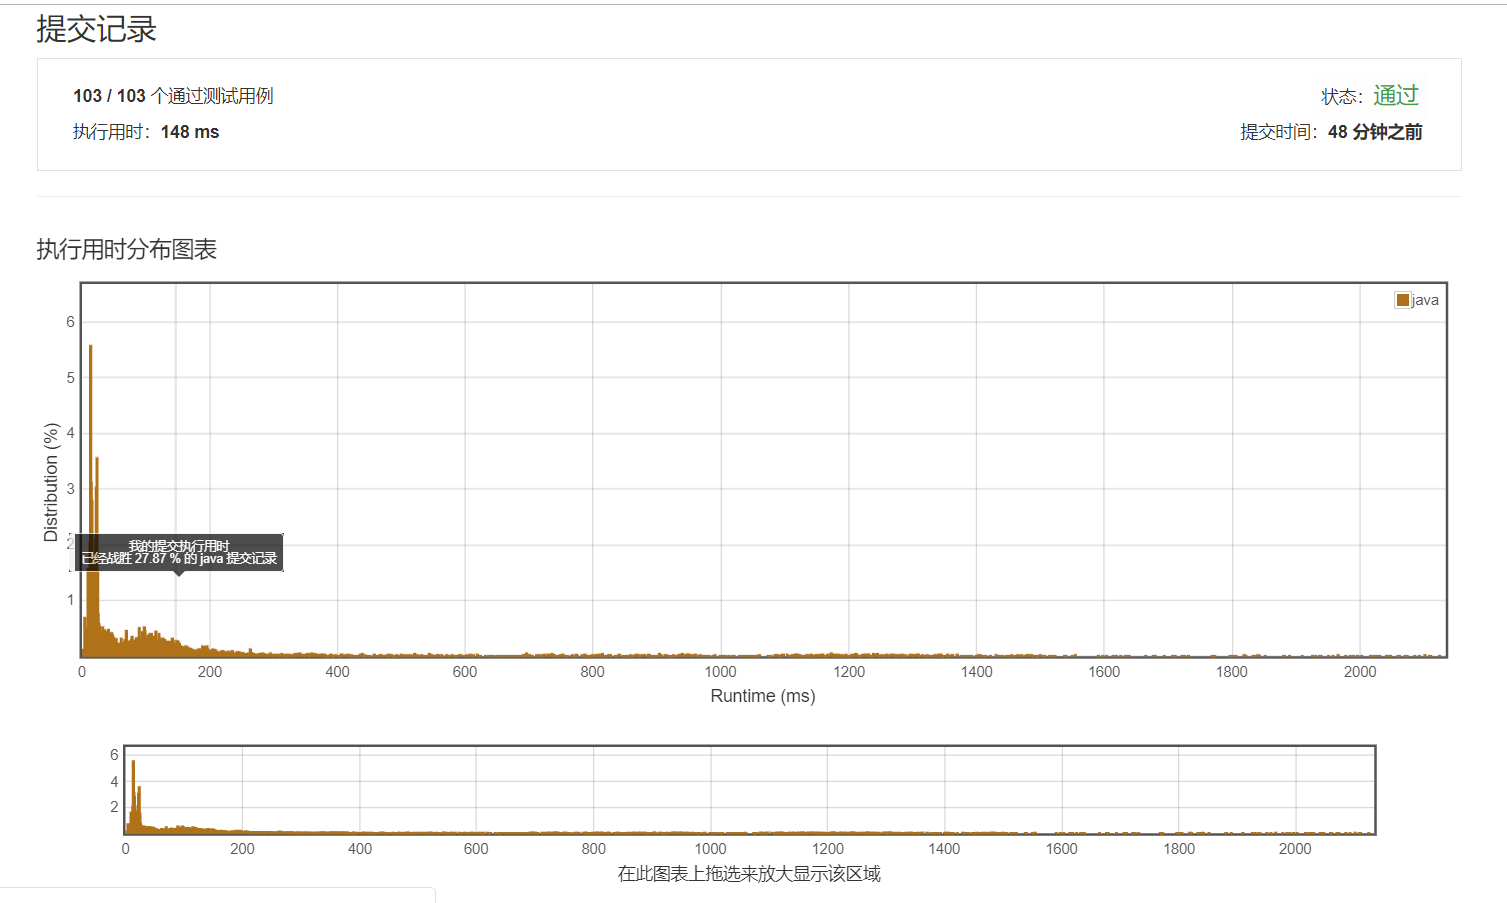 提交记录
103 / 103 个通过测试用例
状态：通过
执行用时：148 ms
提交时间：48 分钟之前
执行用时分布图表
java
6
5
4
3
2
1
Distribution (%)
我的提交执行用时
已经战胜 27.87 % 的 java 提交记录
0 200 400 600 800 1000 1200 1400 1600 1800 2000
Runtime (ms)
6
4
2
0 200 400 600 800 1000 1200 1400 1600 1800 2000
在此图表上拖选来放大显示该区域